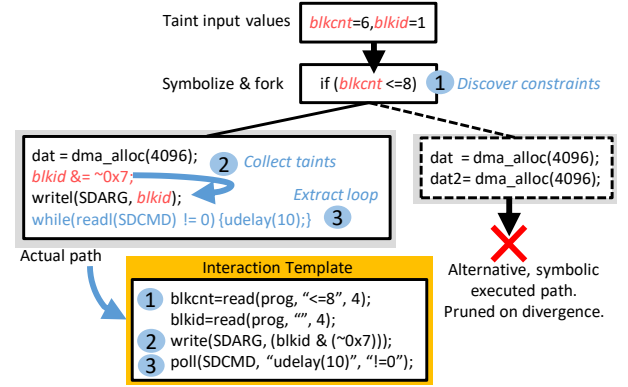 Taint input values
blkcnt=6,blkid=1
Symbolize & fork
if (blkcnt <=8)
1
Discover constraints
dat = dma_alloc(4096);
2
Collect taints
blkid &= ~0x7;
writel(SDARG, blkid);
Extract loop
while(readl(SDCMD) != 0) {udelay(10);}
3
dat = dma_alloc(4096);
dat2= dma_alloc(4096);
Actual path
Alternative, symbolic
executed path.
Pruned on divergence.
Interaction Template
1 blkcnt=read(prog, “<=8”, 4);
blkid=read(prog, “”, 4);
2 write(SDARG, (blkid & (~0x7)));
3 poll(SDCMD, “udelay(10)”, “!=0”);